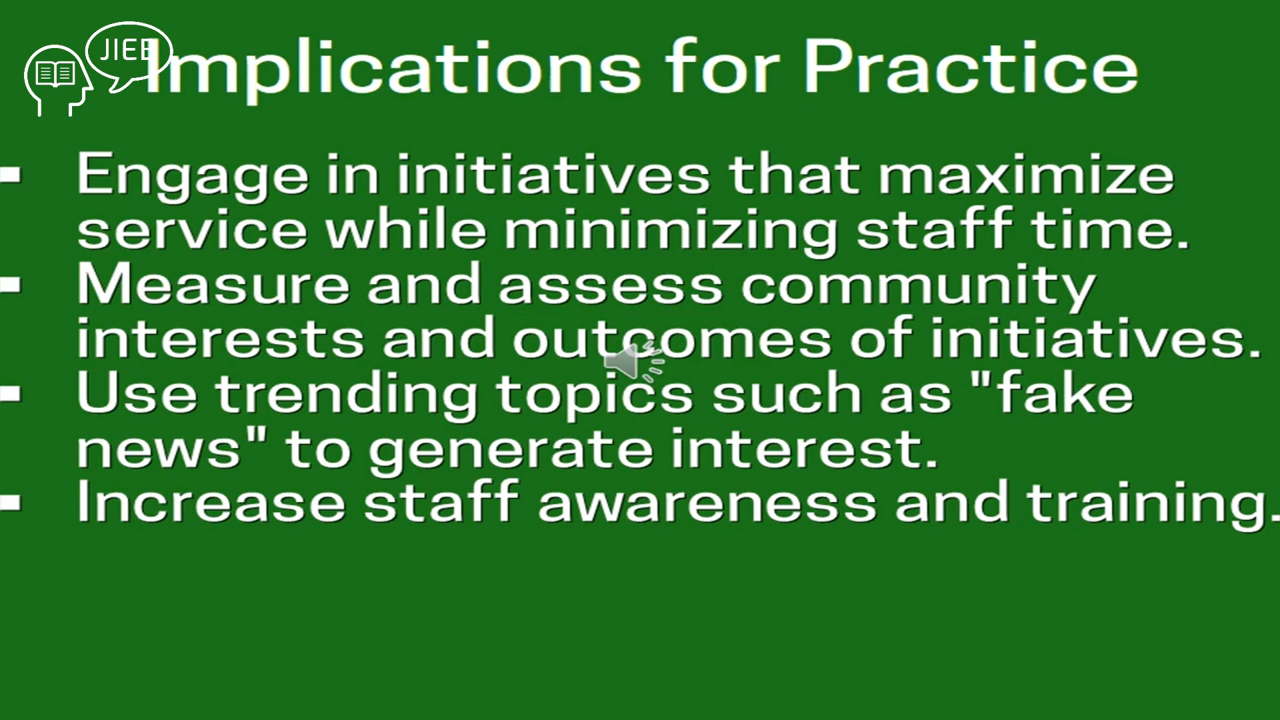 JIEB
Implications for Practice
Engage in initiatives that maximize
service while minimizing staff time.
Measure and assess community
interests and outcomes of initiatives.
Use trending topics such as "fake
news" to generate interest.
Increase staff awareness and training.